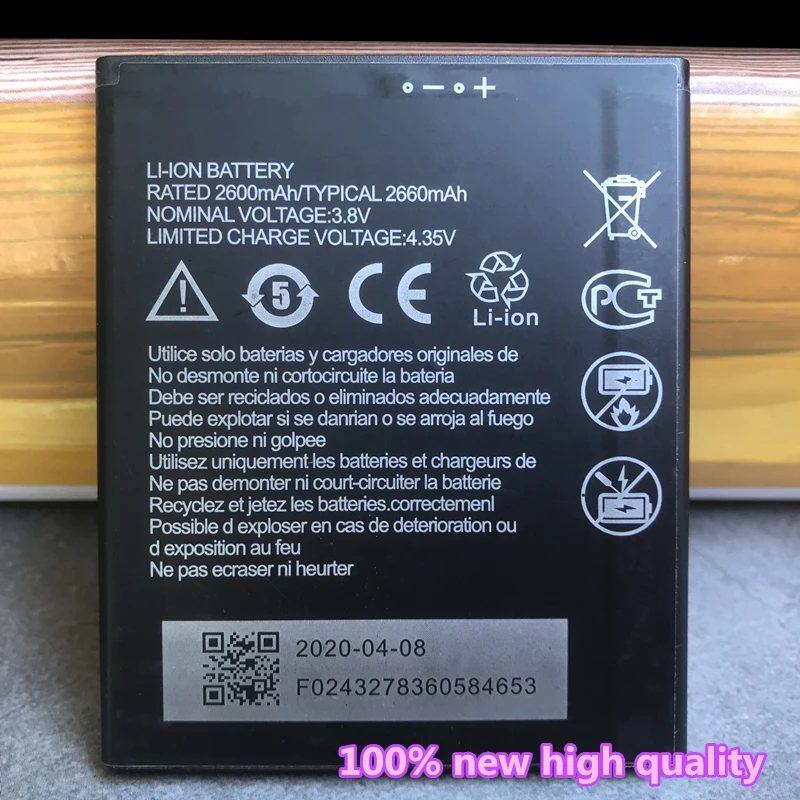 LI-ION BATTERY
RATED 2600mAh/TYPICAL 2660mAh
NOMINAL VOLTAGE:3.8V
LIMITED CHARGE VOLTAGE:4.35V
5 CE Li-ion
PCT
Utilice solo baterias y cargadores originales de
No desmonte ni cortocircuite la bateria
Debe ser reciclados o eliminados adecuadamente
Puede explotar si se danrian o se arroja al fuego
No presione ni golpee
Utilisez uniquement les batteries et chargeurs de
Ne pas demonter ni court-circuiter la batterie
Recyclez et jetez les batteries.correctemenl
Possible d exploser en cas de deterioration ou
d exposition au feu
Ne pas ecraser ni heurter
2020-04-08
F0243278360584653
100% new high quality